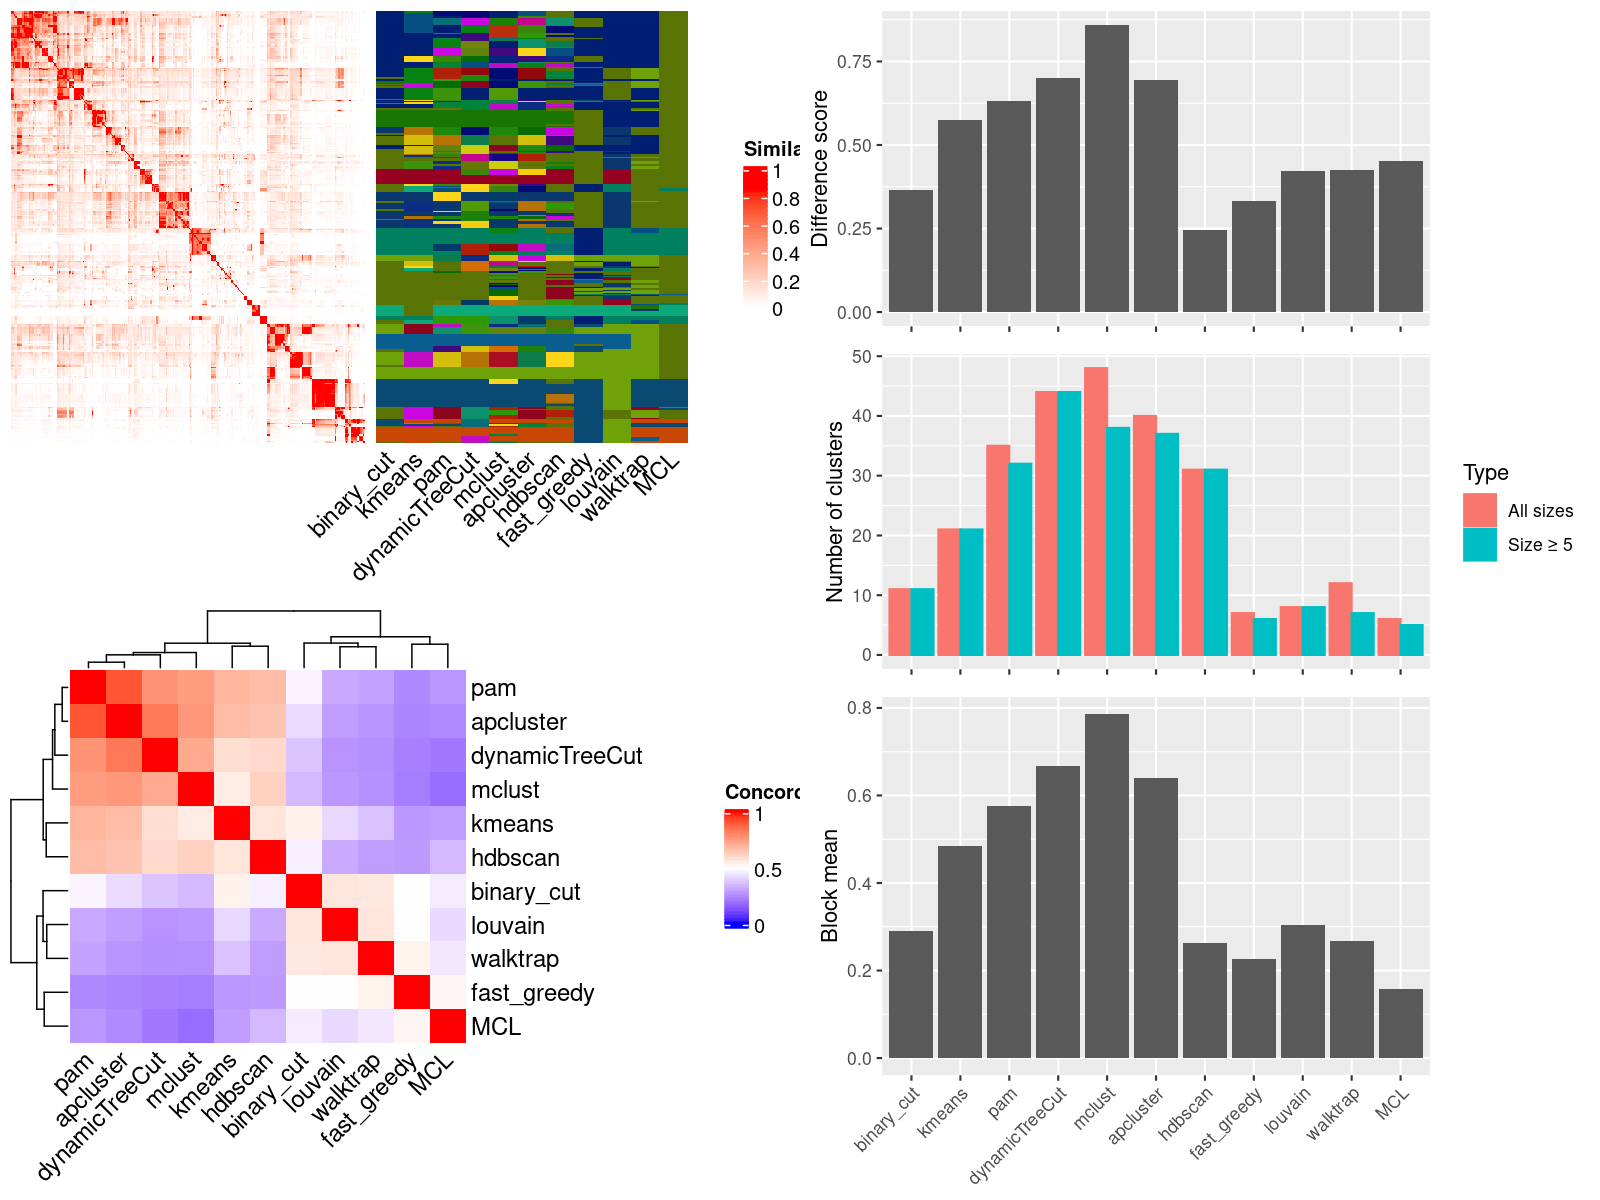 Simila
1
0.8
0.6
0.4
0.2
0
binary_cut
kmeans
pam
dynamicTreeCut
mclust
apcluster
hdbscan
fast_greedy
louvain
walktrap
MCL
pam
apcluster
dynamicTreeCut
mclust
kmeans
hdbscan
binary_cut
louvain
walktrap
fast_greedy
MCL
pam
apcluster
dynamicTreeCut
mclust
kmeans
hdbscan
binary_cut
louvain
walktrap
fast_greedy
MCL
Concord
1
0.5
0
Difference score
0.75
0.50
0.25
0.00
Number of clusters
50
40
30
20
10
0
Type
All sizes
Size ≥ 5
Block mean
0.8
0.6
0.4
0.2
0.0
binary_cut
kmeans
pam
dynamicTreeCut
mclust
apcluster
hdbscan
fast_greedy
louvain
walktrap
MCL